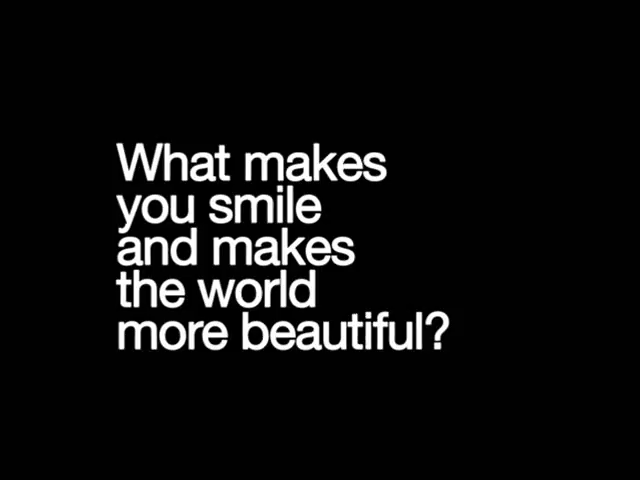 What makes
you smile
and makes
the world
more beautiful?